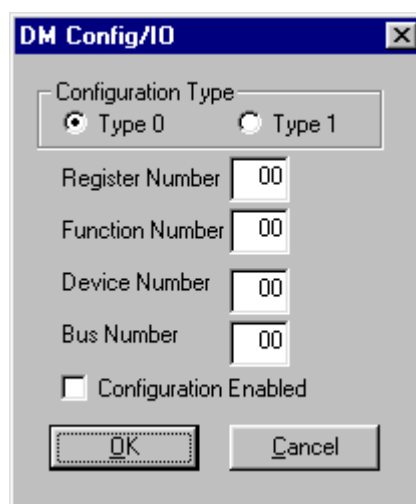 DM Config/IO
Configuration Type
Type 0 Type 1
Register Number 00
Function Number 00
Device Number 00
Bus Number 00
Configuration Enabled
OK Cancel